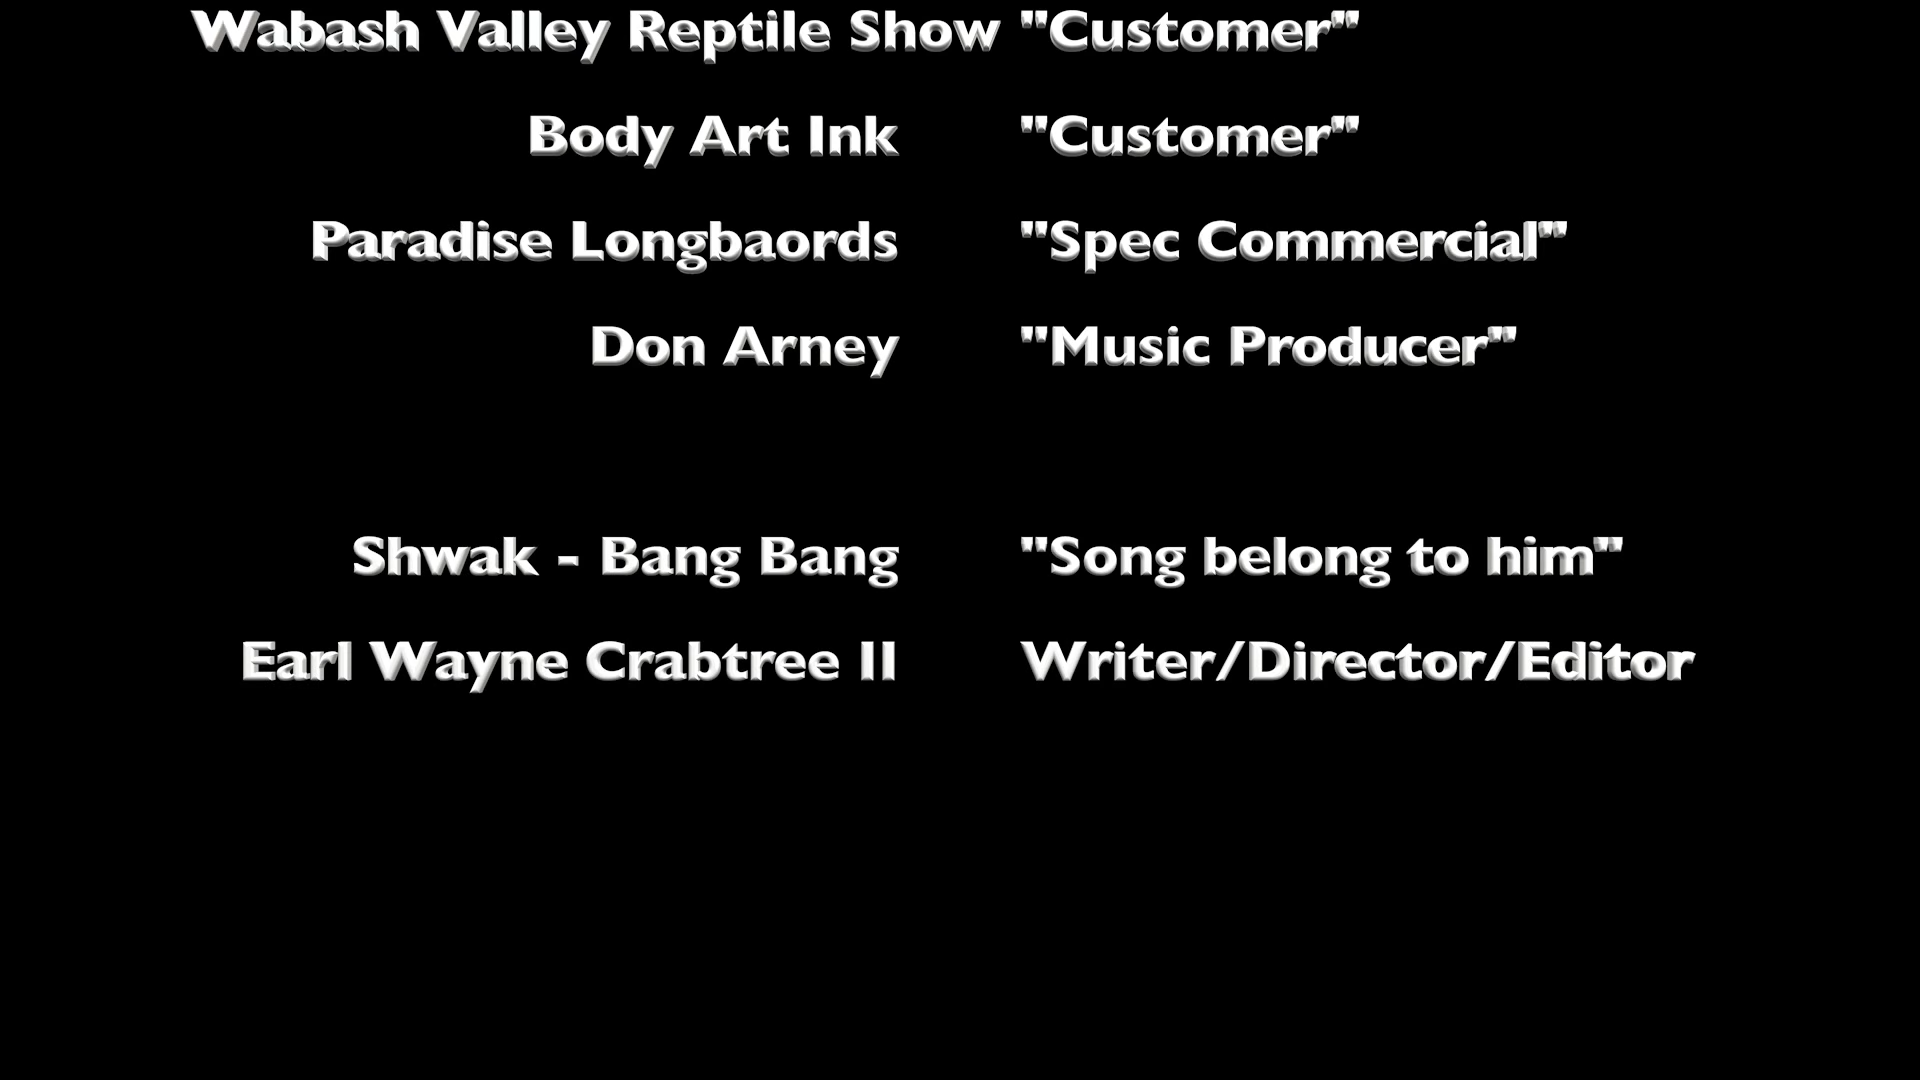 Wabash Valley Reptile Show "Customer"
Body Art Ink "Customer"
Paradise Longbaords "Spec Commercial"
Don Arney "Music Producer"
Shwak - Bang Bang "Song belong to him"
Earl Wayne Crabtree II Writer/Director/Editor